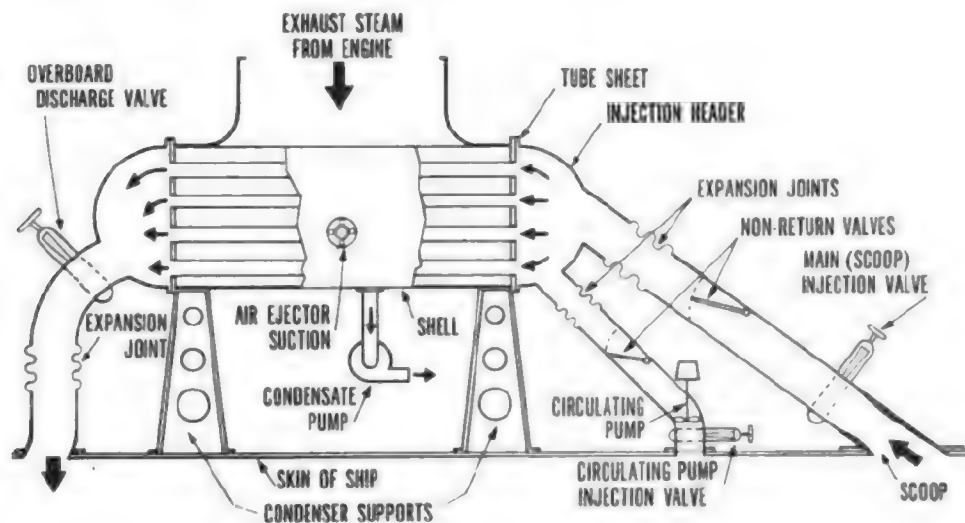 EXHAUST STEAM
FROM ENGINE
OVERBOARD
DISCHARGE VALVE
TUBE SHEET
INJECTION HEADER
EXPANSION JOINTS
NON-RETURN VALVES
MAIN (SCOOP)
INJECTION VALVE
EXPANSION
JOINT
AIR EJECTOR
SUCTION
SHELL
CONDENSATE
PUMP
CIRCULATING
PUMP
SKIN OF SHIP
CONDENSER SUPPORTS
CIRCULATING PUMP
INJECTION VALVE
SCOOP